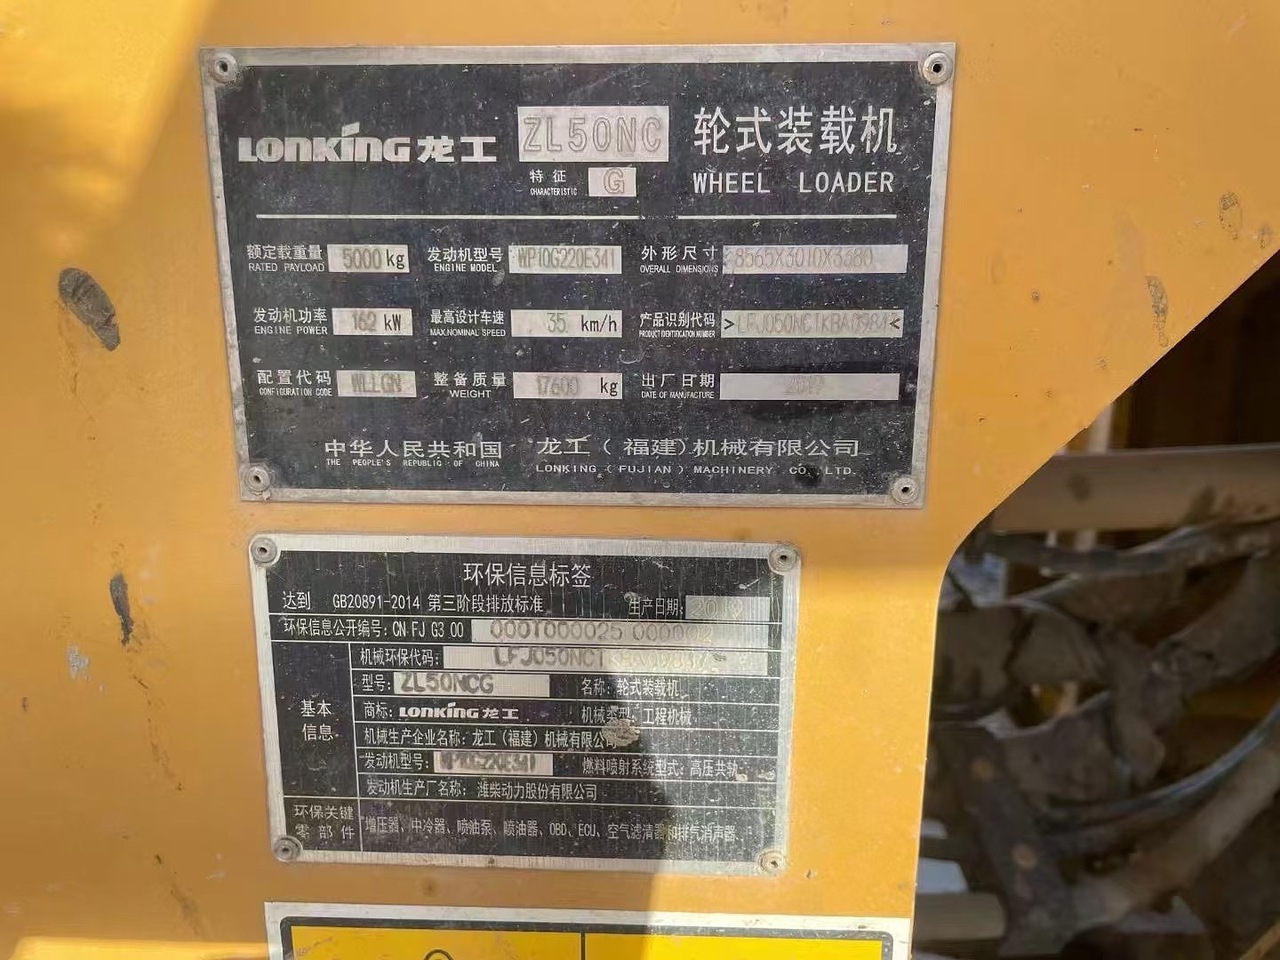 LONKING 龙工 ZL50NC 轮式装载机
特征 CHARACTERISTIC G WHEEL LOADER
额定载重量 RATED PAYLOAD 5000 kg 发动机型号 ENGINE MODEL WP10G220E341 外形尺寸 OVERALL DIMENSIONS 8565X3010X3380
发动机功率 ENGINE POWER 162 kW 最高设计车速 MAX.NOMINAL SPEED 35 km/h 产品识别代码 PRODUCT IDENTIFICATION NUMBER
配置代码 CONFIGURATION CODE WLLGN 整备质量 WEIGHT 17600 kg 出厂日期 DATE OF MANUFACTURE
中华人民共和国 龙工(福建)机械有限公司
THE PEOPLE'S REPUBLIC OF CHINA LONKING (FUJIAN) MACHINERY CO., LTD.
环保信息标签
达到 GB20891-2014 第三阶段排放标准 生产日期:
环保信息公开编号: CN FJ G3 00
基本信息
机械环保代码:
型号: ZL50NCG 名称: 轮式装载机
商标: LONKING 龙工 机械类型: 工程机械
机械生产企业名称: 龙工(福建)机械有限公司
发动机型号: WP10G220E341 燃料喷射系统型式: 高压共轨
发动机生产厂名称: 潍柴动力股份有限公司
环保关键零部件 增压器、中冷器、喷油泵、喷油器、OBD、ECU、空气滤清器和排气消声器